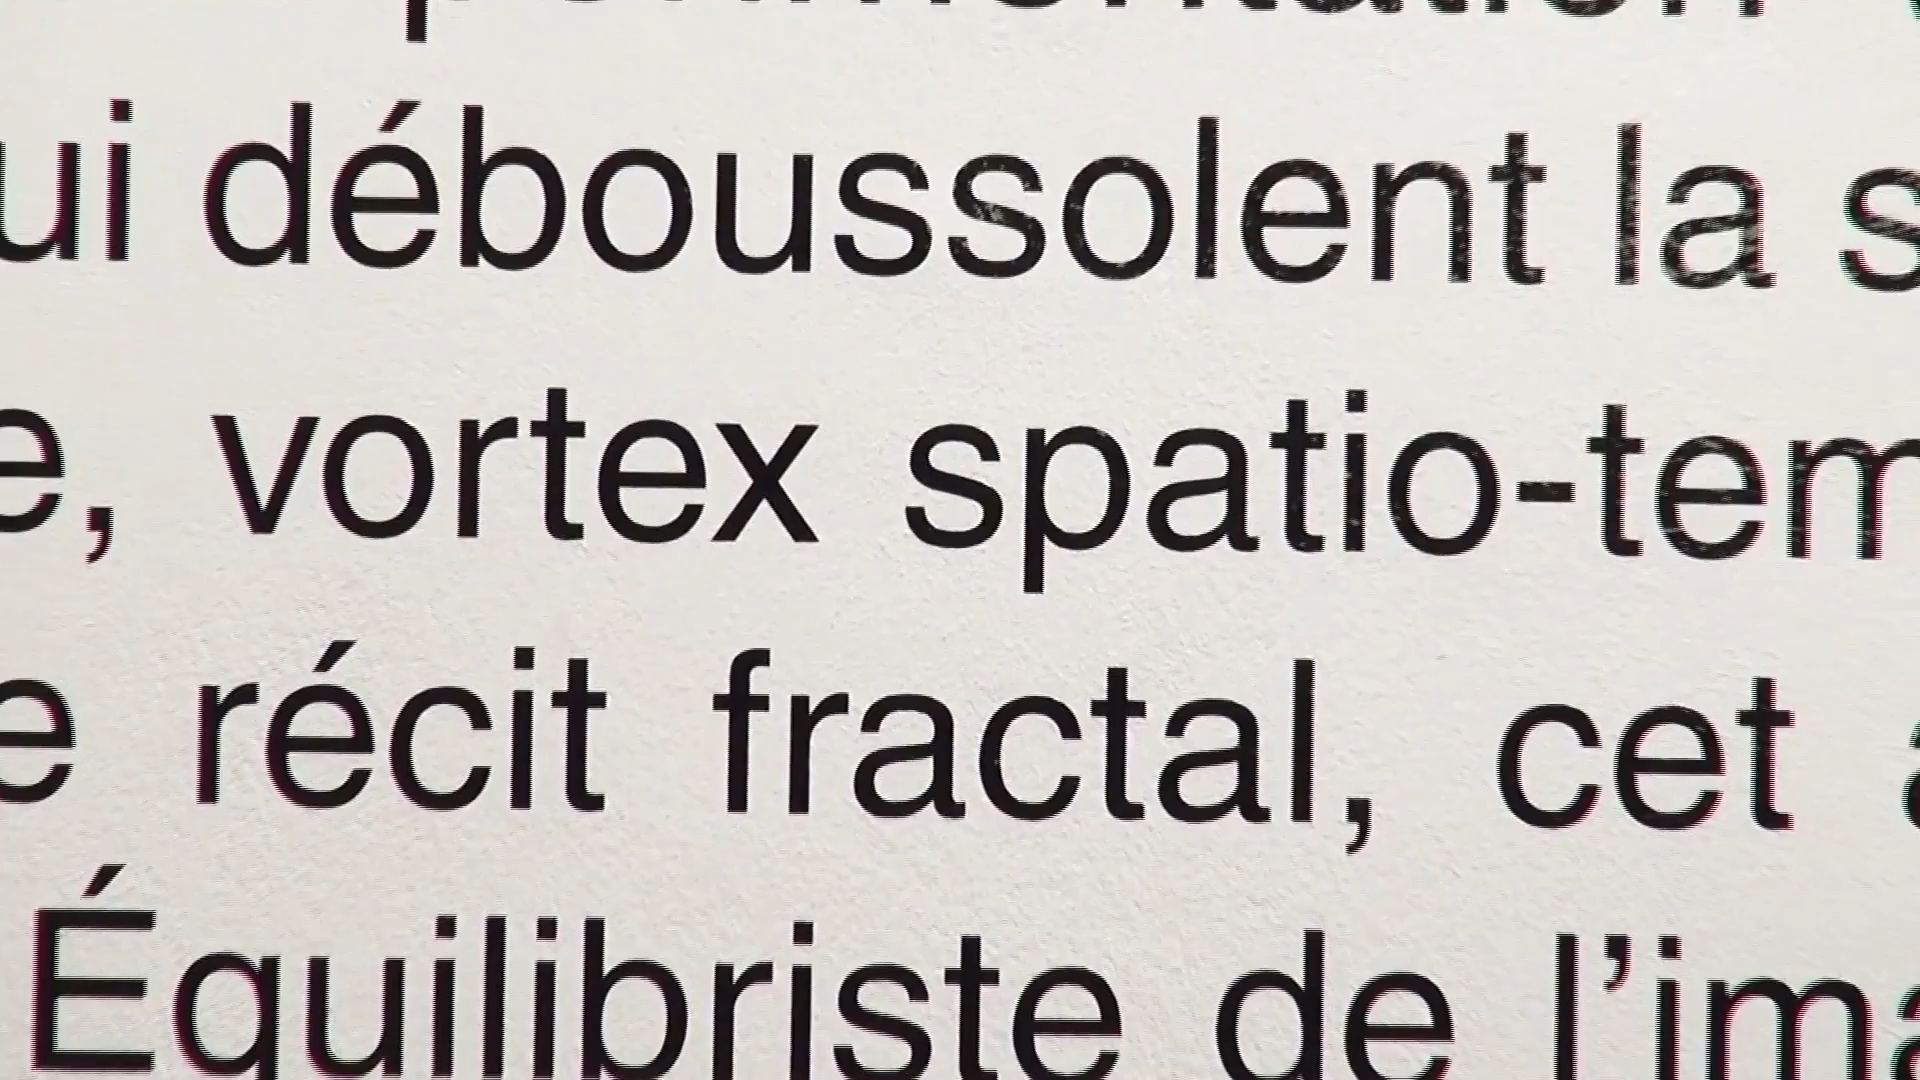 ui déboussolent la s
e, vortex spatio-tem
e récit fractal, cet a
Équilibriste de l’ima